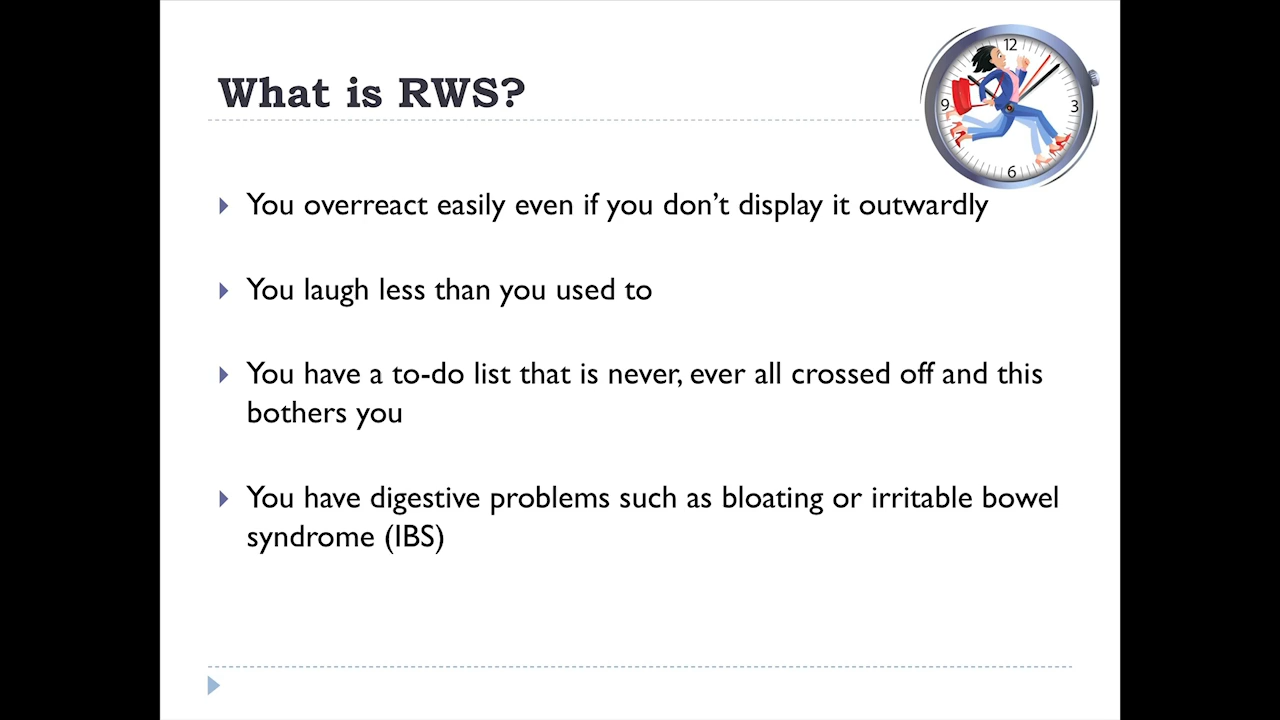 What is RWS?
12
9
3
6
You overreact easily even if you don’t display it outwardly
You laugh less than you used to
You have a to-do list that is never, ever all crossed off and this
bothers you
You have digestive problems such as bloating or irritable bowel
syndrome (IBS)